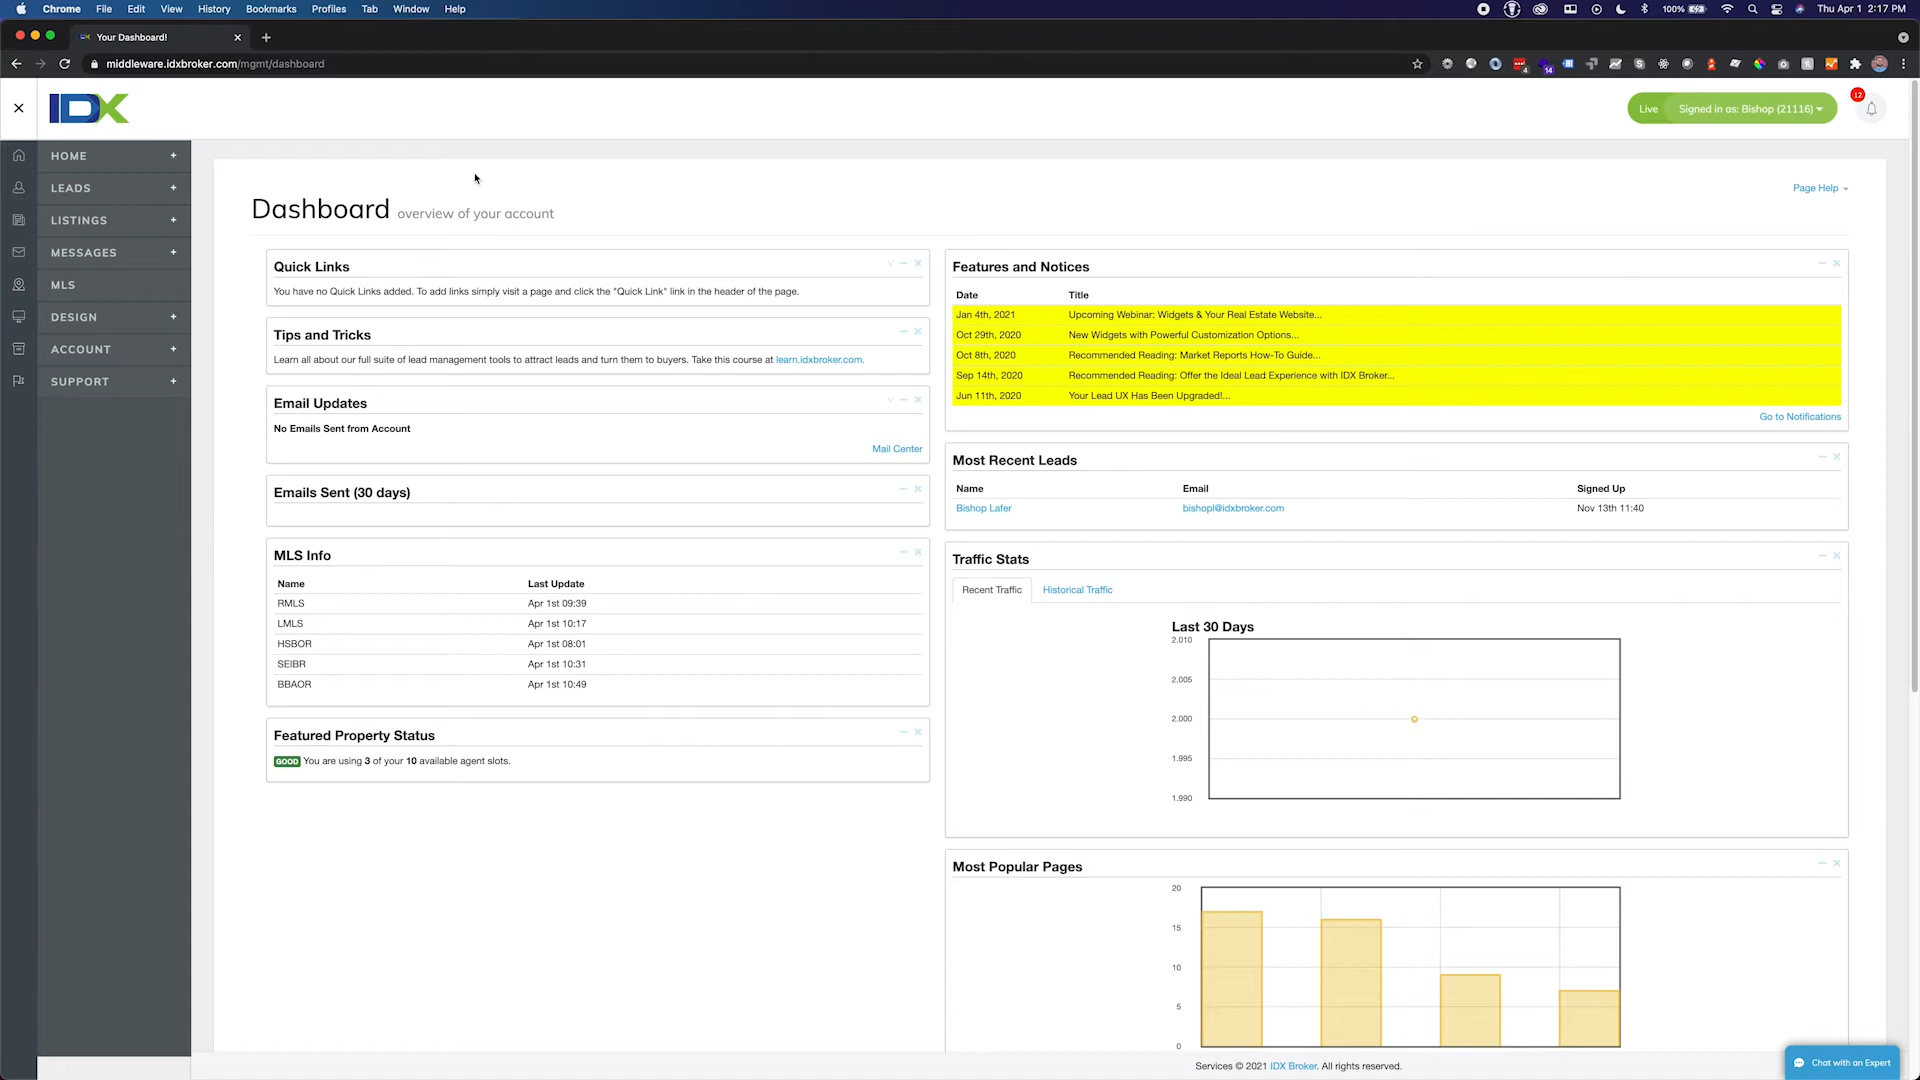 Chrome File Edit View History Bookmarks Profiles Tab Window Help
100% Thu Apr 1 2:17 PM
Your Dashboard!
middleware.idxbroker.com/mgmt/dashboard
4 14
IDX
Live Signed in as: Bishop (21116)
12
HOME +
LEADS +
LISTINGS +
MESSAGES +
MLS
DESIGN +
ACCOUNT +
SUPPORT +
Dashboard overview of your account
Page Help
Quick Links
You have no Quick Links added. To add links simply visit a page and click the "Quick Link" link in the header of the page.
Tips and Tricks
Learn all about our full suite of lead management tools to attract leads and turn them to buyers. Take this course at learn.idxbroker.com.
Email Updates
No Emails Sent from Account
Mail Center
Emails Sent (30 days)
MLS Info
Name Last Update
RMLS Apr 1st 09:39
LMLS Apr 1st 10:17
HSBOR Apr 1st 08:01
SEIBR Apr 1st 10:31
BBAOR Apr 1st 10:49
Featured Property Status
GOOD You are using 3 of your 10 available agent slots.
Features and Notices
Date Title
Jan 4th, 2021 Upcoming Webinar: Widgets & Your Real Estate Website...
Oct 29th, 2020 New Widgets with Powerful Customization Options...
Oct 8th, 2020 Recommended Reading: Market Reports How-To Guide...
Sep 14th, 2020 Recommended Reading: Offer the Ideal Lead Experience with IDX Broker...
Jun 11th, 2020 Your Lead UX Has Been Upgraded!...
Go to Notifications
Most Recent Leads
Name Email Signed Up
Bishop Lafer bishopl@idxbroker.com Nov 13th 11:40
Traffic Stats
Recent Traffic Historical Traffic
Last 30 Days
2.010
2.005
2.000
1.995
1.990
Most Popular Pages
20
15
10
5
0
Services © 2021 IDX Broker. All rights reserved.
Chat with an Expert